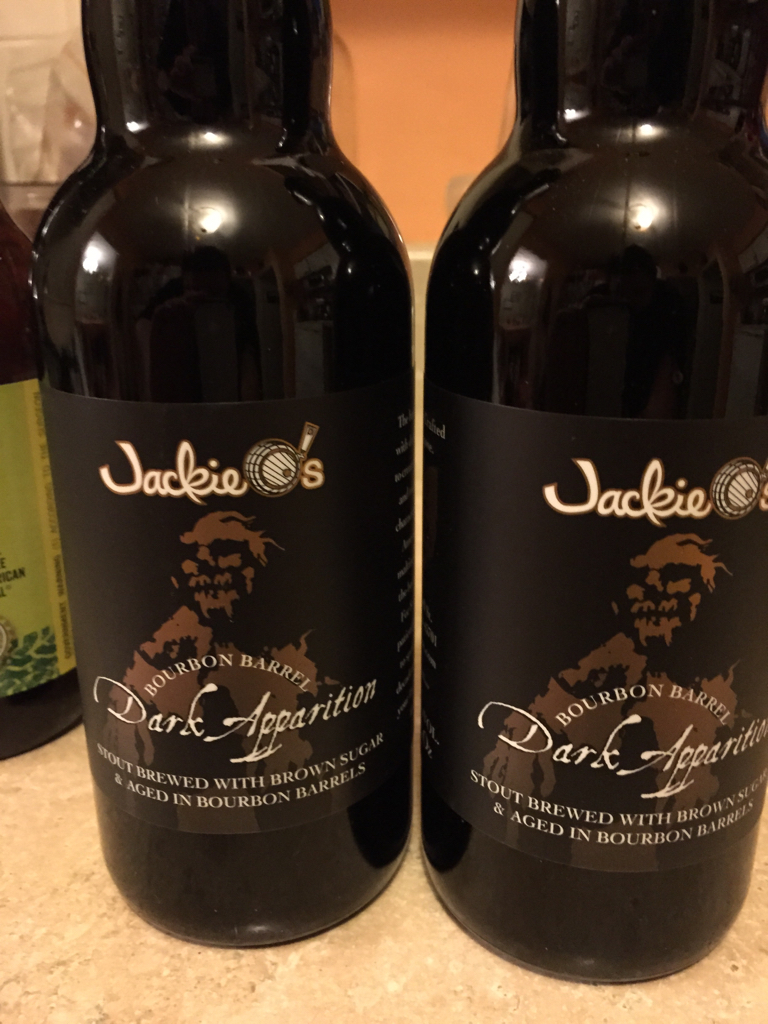 Jackie O's
BOURBON BARREL
Dark Apparition
STOUT BREWED WITH BROWN SUGAR
& AGED IN BOURBON BARRELS
Jackie O's
BOURBON BARREL
Dark Apparition
STOUT BREWED WITH BROWN SUGAR
& AGED IN BOURBON BARRELS